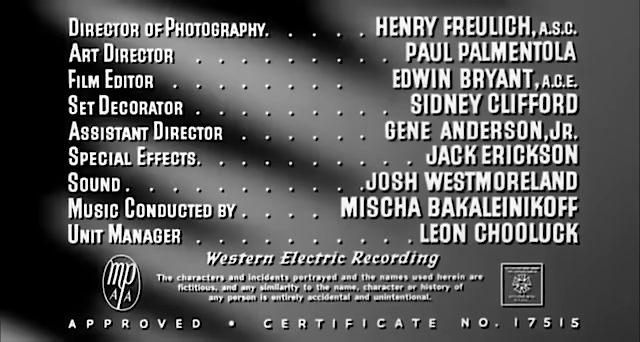 DIRECTOR OF PHOTOGRAPHY. . . . . . HENRY FREULICH, A.S.C.
ART DIRECTOR . . . . . . . . . PAUL PALMENTOLA
FILM EDITOR . . . . . . . . EDWIN BRYANT, A.C.E.
SET DECORATOR . . . . . . . . . SIDNEY CLIFFORD
ASSISTANT DIRECTOR . . . . . . GENE ANDERSON, JR.
SPECIAL EFFECTS. . . . . . . . . . JACK ERICKSON
SOUND . . . . . . . . . . . JOSH WESTMORELAND
MUSIC CONDUCTED BY . . . . MISCHA BAKALEINIKOFF
UNIT MANAGER . . . . . . . . . . LEON CHOOLUCK
Western Electric Recording
mp
AA
The characters and incidents portrayed and the names used herein are
fictitious, and any similarity to the name, character or history of
any person is entirely accidental and unintentional.
APPROVED • CERTIFICATE NO. 17515